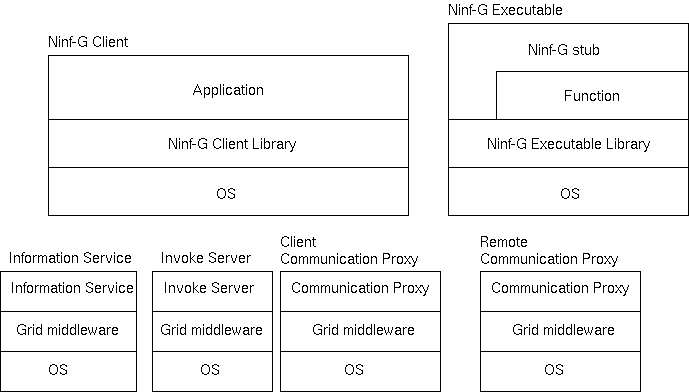 Ninf-G Client
Application
Ninf-G Client Library
OS
Ninf-G Executable
Ninf-G stub
Function
Ninf-G Executable Library
OS
Information Service
Information Service
Grid middleware
OS
Invoke Server
Invoke Server
Grid middleware
OS
Client
Communication Proxy
Communication Proxy
Grid middleware
OS
Remote
Communication Proxy
Communication Proxy
Grid middleware
OS